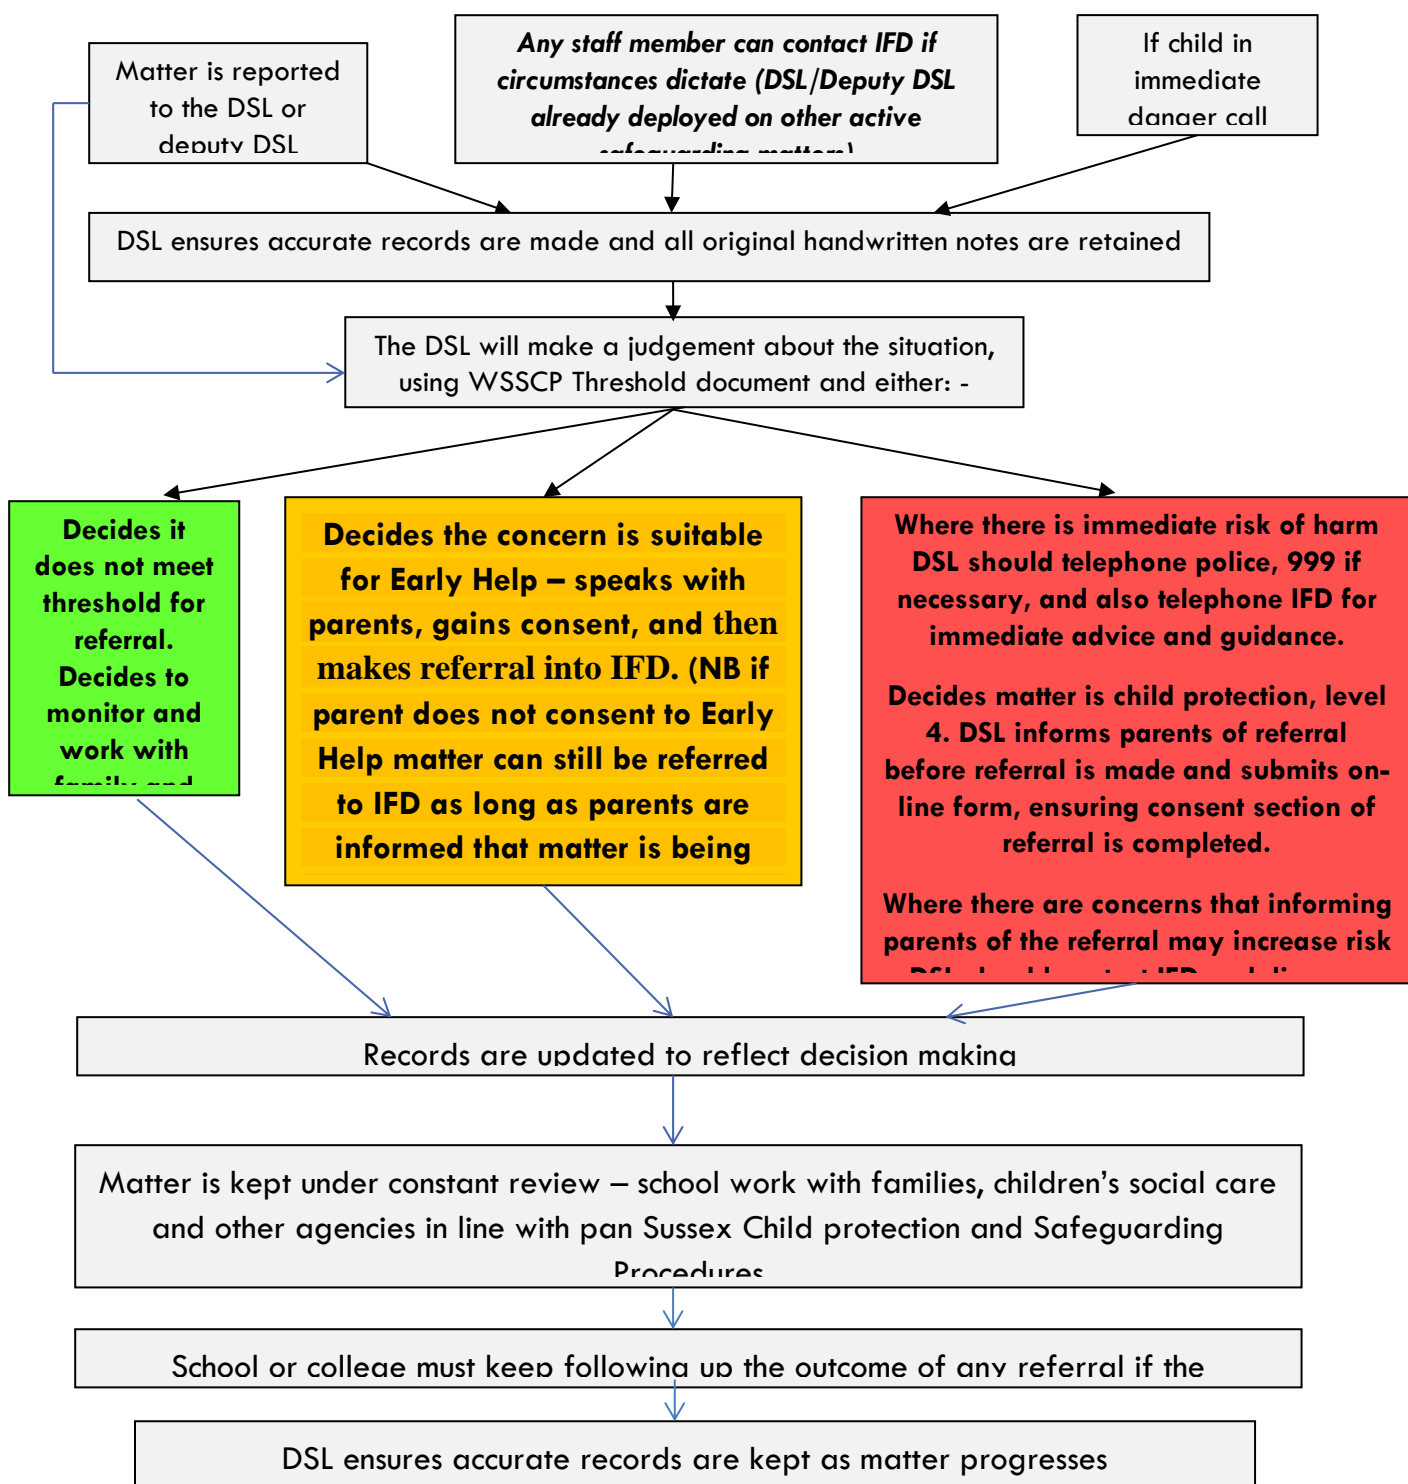 Matter is reported
to the DSL or
deputy DSL
Any staff member can contact IFD if
circumstances dictate (DSL/Deputy DSL
already deployed on other active
safeguarding matters)
If child in
immediate
danger call
DSL ensures accurate records are made and all original handwritten notes are retained
The DSL will make a judgement about the situation,
using WSSCP Threshold document and either: -
Decides it
does not meet
threshold for
referral.
Decides to
monitor and
work with
family and
Decides the concern is suitable
for Early Help – speaks with
parents, gains consent, and then
makes referral into IFD. (NB if
parent does not consent to Early
Help matter can still be referred
to IFD as long as parents are
informed that matter is being
Where there is immediate risk of harm
DSL should telephone police, 999 if
necessary, and also telephone IFD for
immediate advice and guidance.
Decides matter is child protection, level
4. DSL informs parents of referral
before referral is made and submits on-
line form, ensuring consent section of
referral is completed.
Where there are concerns that informing
parents of the referral may increase risk
DSL should contact IFD and
Records are updated to reflect decision making
Matter is kept under constant review – school work with families, children’s social care
and other agencies in line with pan Sussex Child protection and Safeguarding
Procedures
School or college must keep following up the outcome of any referral if the
DSL ensures accurate records are kept as matter progresses